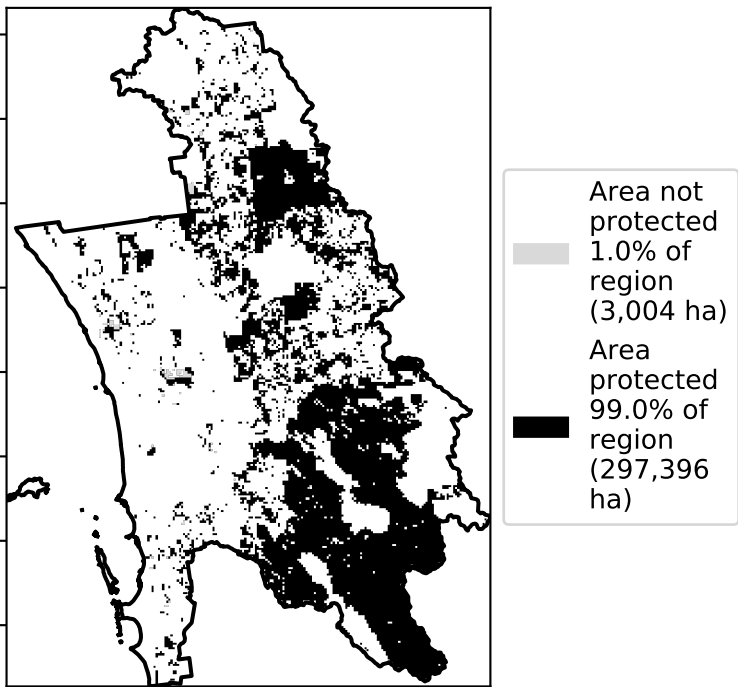 Area not
protected
1.0% of
region
(3,004 ha)
Area
protected
99.0% of
region
(297,396
ha)